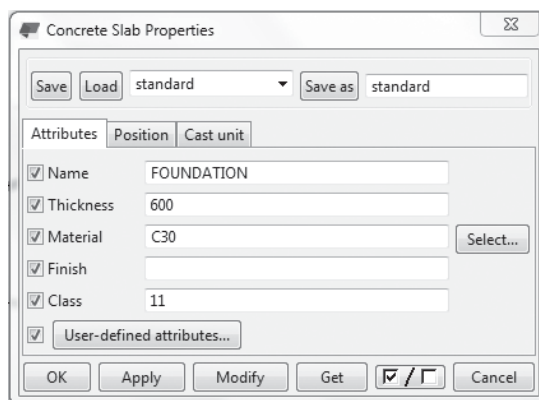 Concrete Slab Properties
Save Load standard Save as standard
Attributes Position Cast unit
Name FOUNDATION
Thickness 600
Material C30 Select...
Finish
Class 11
User-defined attributes...
OK Apply Modify Get / Cancel